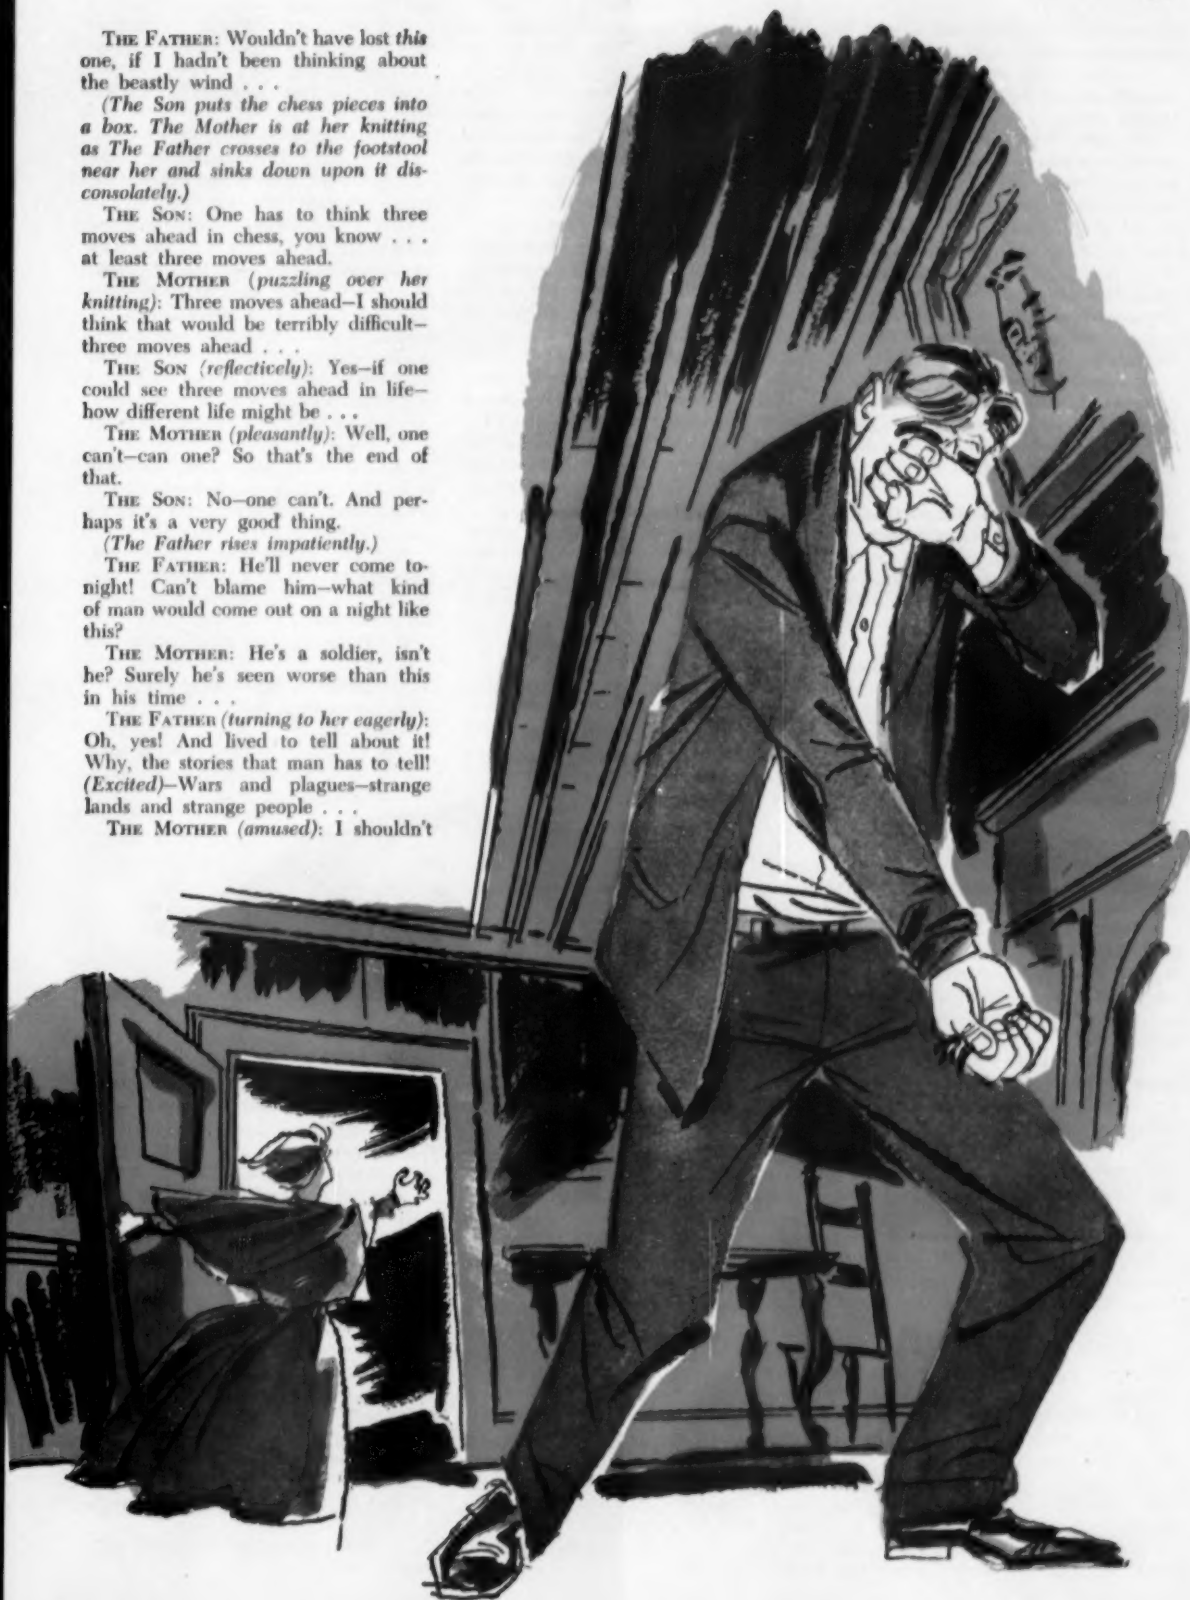 THE FATHER: Wouldn't have lost this
one, if I hadn't been thinking about
the beastly wind . . .
(The Son puts the chess pieces into
a box. The Mother is at her knitting
as The Father crosses to the footstool
near her and sinks down upon it dis-
consolately.)
THE SON: One has to think three
moves ahead in chess, you know . . .
at least three moves ahead.
THE MOTHER (puzzling over her
knitting): Three moves ahead—I should
think that would be terribly difficult—
three moves ahead . . .
THE SON (reflectively): Yes—if one
could see three moves ahead in life—
how different life might be . . .
THE MOTHER (pleasantly): Well, one
can't—can one? So that's the end of
that.
THE SON: No—one can't. And per-
haps it's a very good thing.
(The Father rises impatiently.)
THE FATHER: He'll never come to-
night! Can't blame him—what kind
of man would come out on a night like
this?
THE MOTHER: He's a soldier, isn't
he? Surely he's seen worse than this
in his time . . .
THE FATHER (turning to her eagerly):
Oh, yes! And lived to tell about it!
Why, the stories that man has to tell!
(Excited)—Wars and plagues—strange
lands and strange people . . .
THE MOTHER (amused): I shouldn't